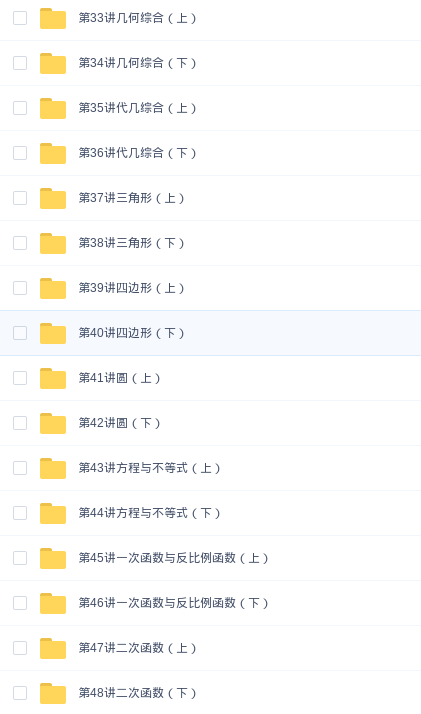 第33讲几何综合（上）
第34讲几何综合（下）
第35讲代几综合（上）
第36讲代几综合（下）
第37讲三角形（上）
第38讲三角形（下）
第39讲四边形（上）
第40讲四边形（下）
第41讲圆（上）
第42讲圆（下）
第43讲方程与不等式（上）
第44讲方程与不等式（下）
第45讲一次函数与反比例函数（上）
第46讲一次函数与反比例函数（下）
第47讲二次函数（上）
第48讲二次函数（下）